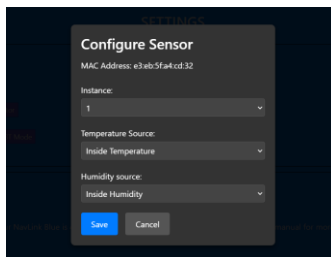 SETTINGS
Configure Sensor
MAC Address: e3:eb:5f:a4:cd:32
Instance:
1
Temperature Source:
Inside Temperature
Humidity source:
Inside Humidity
Save
Cancel